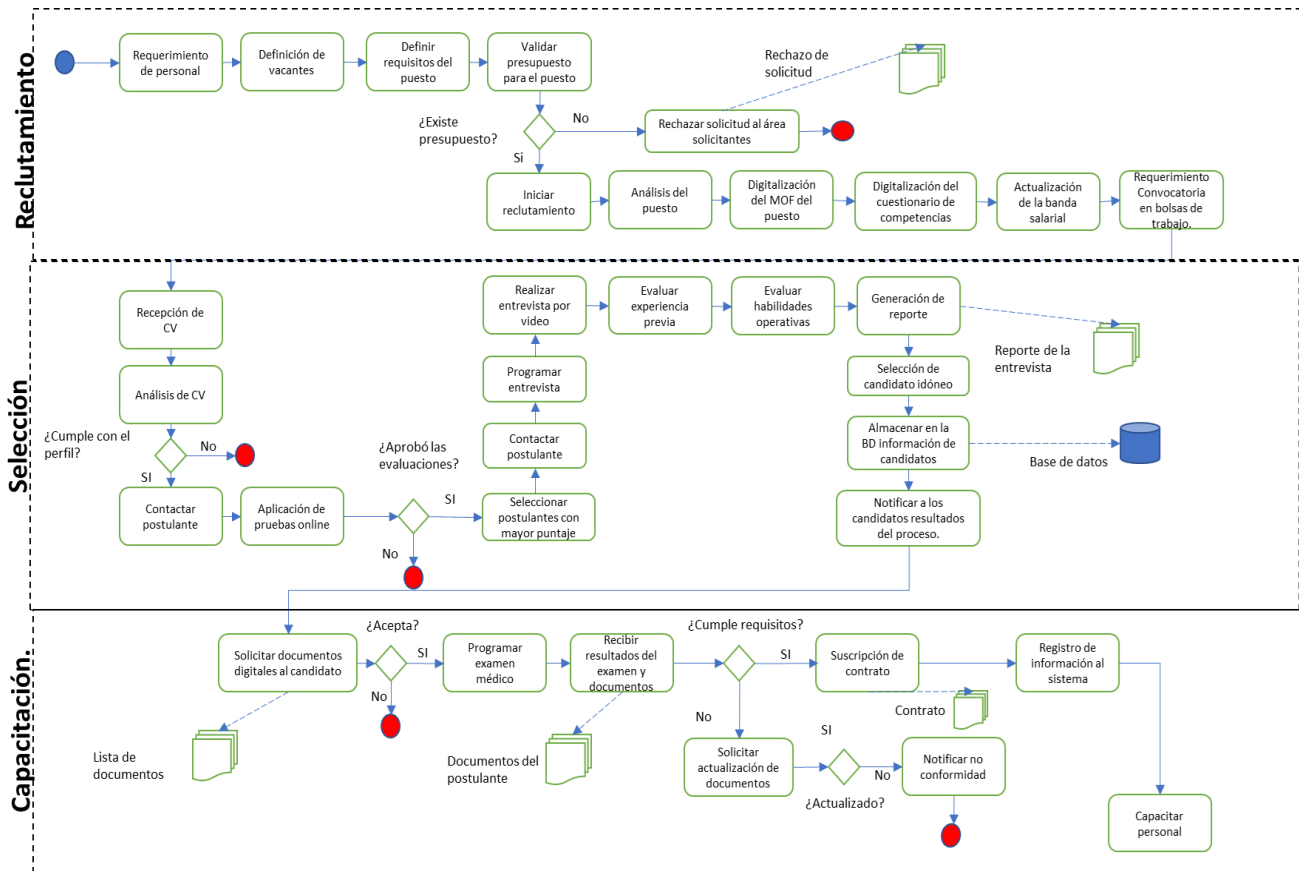 Reclutamiento
Requerimiento
de personal
Definición de
vacantes
Definir
requisitos del
puesto
Validar
presupuesto
para el puesto
Rechazo de
solicitud
¿Existe
presupuesto?
No
Rechazar solicitud al área
solicitantes
Si
Iniciar
reclutamiento
Análisis del
puesto
Digitalización
del MOF del
puesto
Digitalización del
cuestionario de
competencias
Actualización
de la banda
salarial
Requerimiento
Convocatoria
en bolsas de
trabajo.
Selección
Recepción de
CV
Análisis de CV
¿Cumple con el
perfil?
No
SI
Contactar
postulante
Aplicación de
pruebas online
¿Aprobó las
evaluaciones?
SI
No
Seleccionar
postulantes con
mayor puntaje
Contactar
postulante
Programar
entrevista
Realizar
entrevista por
video
Evaluar
experiencia
previa
Evaluar
habilidades
operativas
Generación de
reporte
Reporte de la
entrevista
Selección de
candidato idóneo
Almacenar en la
BD información de
candidatos
Base de datos
Notificar a los
candidatos resultados
del proceso.
Capacitación.
Solicitar documentos
digitales al candidato
Lista de
documentos
¿Acepta?
SI
No
Programar
examen
médico
Recibir
resultados del
examen y
documentos
Documentos del
postulante
¿Cumple requisitos?
SI
No
Suscripción de
contrato
Contrato
Registro de
información al
sistema
Solicitar
actualización de
documentos
SI
No
¿Actualizado?
Notificar no
conformidad
Capacitar
personal